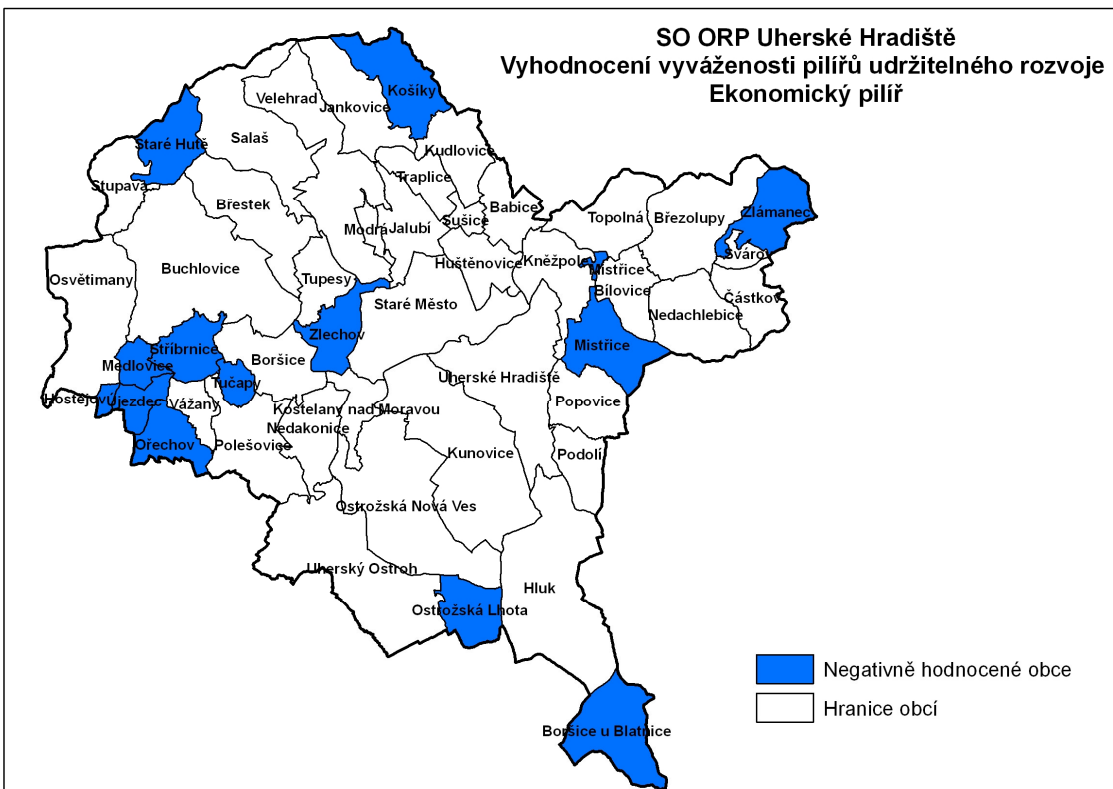 SO ORP Uherské Hradiště
Vyhodnocení vyváženosti pilířů udržitelného rozvoje
Ekonomický pilíř
Košíky
Velehrad
Jankovice
Staré Hutě
Salaš
Kudlovice
Stupava
Traplice
Břestek
Babice
Zlámanec
Topolná
Březolupy
Sušice
Modrá
Jalubí
Svárov
Buchlovice
Huštěnovice
Kněžpole
Mistřice
Osvětimany
Tupesy
Bílovice
Částkov
Staré Město
Nedachlebice
Zlechov
Stříbrnice
Mistřice
Boršice
Medlovice
Uherské Hradiště
Tučapy
Hostějov
Újezdec
Vážany
Popovice
Kostelany nad Moravou
Nedakonice
Ořechov
Polešovice
Kunovice
Podolí
Ostrožská Nová Ves
Uherský Ostroh
Hluk
Ostrožská Lhota
Negativně hodnocené obce
Hranice obcí
Boršice u Blatnice